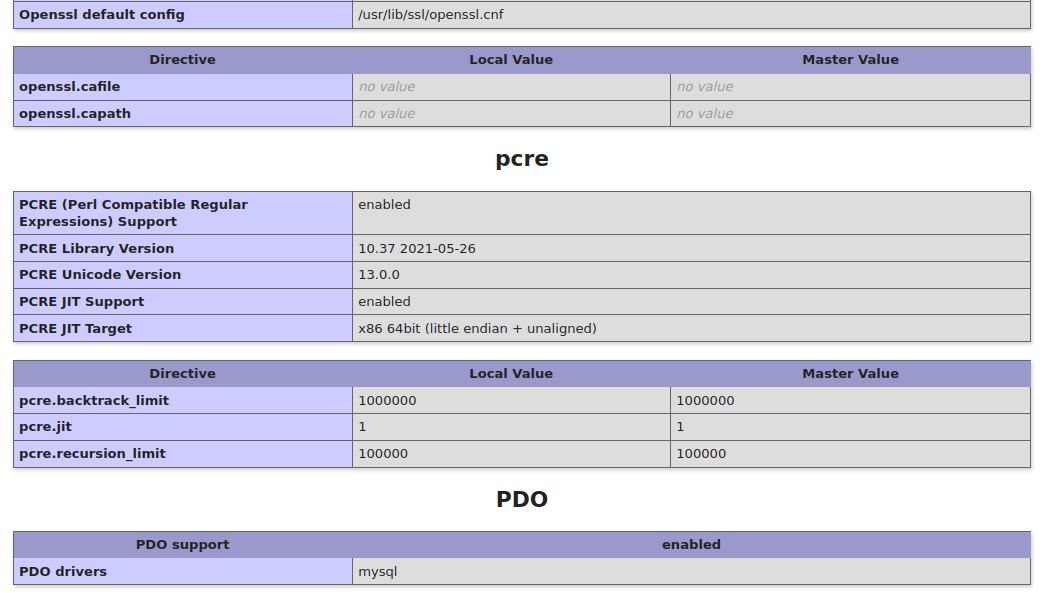 Openssl default config /usr/lib/ssl/openssl.cnf
Directive Local Value Master Value
openssl.cafile no value no value
openssl.capath no value no value
pcre
PCRE (Perl Compatible Regular enabled
Expressions) Support
PCRE Library Version 10.37 2021-05-26
PCRE Unicode Version 13.0.0
PCRE JIT Support enabled
PCRE JIT Target x86 64bit (little endian + unaligned)
Directive Local Value Master Value
pcre.backtrack_limit 1000000 1000000
pcre.jit 1 1
pcre.recursion_limit 100000 100000
PDO
PDO support enabled
PDO drivers mysql